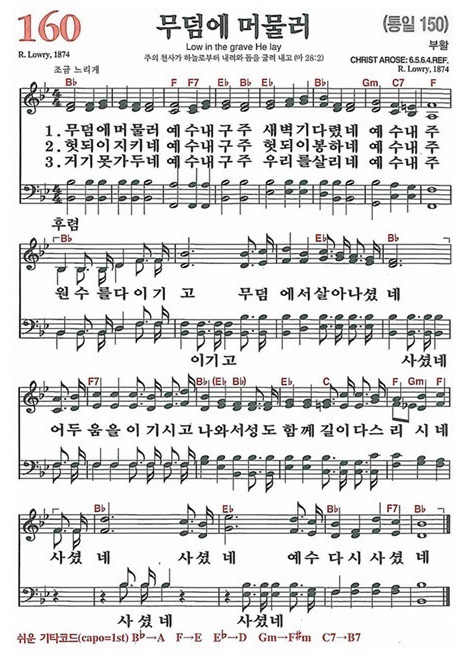 160
무덤에 머물러
(통일 150)
Low in the grave He lay
부활
R. Lowry, 1874
주의 천사가 하늘로부터 내려와 돌을 굴려 내고 (마 28:2)
CHRIST AROSE: 6.5.6.4.REF.
R. Lowry, 1874
조금 느리게
B♭ F F7 B♭ B♭ Gm C7 F
1. 무덤에머물러 예수내구주 새벽기다렸네 예수내 주
2. 헛되이지키네 예수내구주 헛되이봉하네 예수내 주
3. 거기못가두네 예수내구주 우리를살리네 예수내 주
후렴
B♭ E♭ B♭
원수 를다이기 고 무덤 에서살아나셨 네
이기고 사셨네
F7 B♭ (E♭ B♭) E♭ C F Gm F
어두 움을이 기시고 나와서성도 함께 길이다스 리 시네
B♭ E♭ B♭ F7 B♭
사셨 네 사셨 네 예수 다시 사셨 네
사셨 네 사셨네
쉬운 기타코드(capo=1st) B♭→A F→E E♭→D Gm→F#m C7→B7